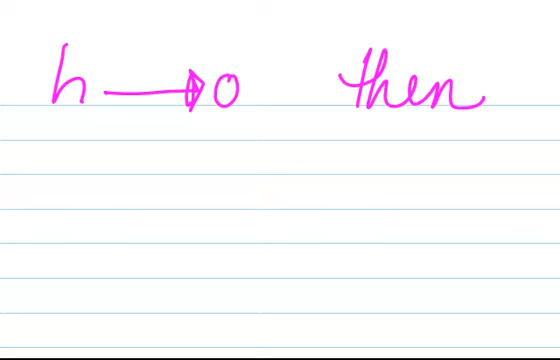 h → 0 then